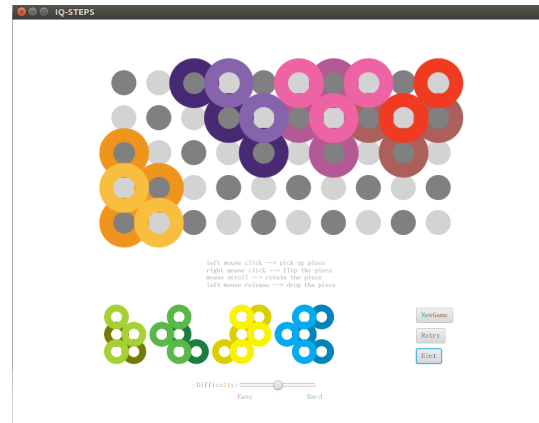 IQ-STEPS
left mouse click --> pick up piece
right mouse click --> flip the piece
mouse scroll --> rotate the piece
left mouse release --> drop the piece
NewGame
Retry
Hint
Difficulty:
Easy Hard